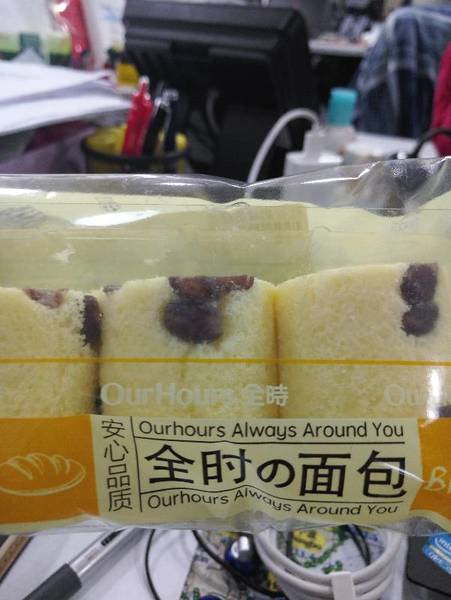 OurHours 全時
Ou
安心品质
Ourhours Always Around You
全时の面包
Ourhours Always Around You